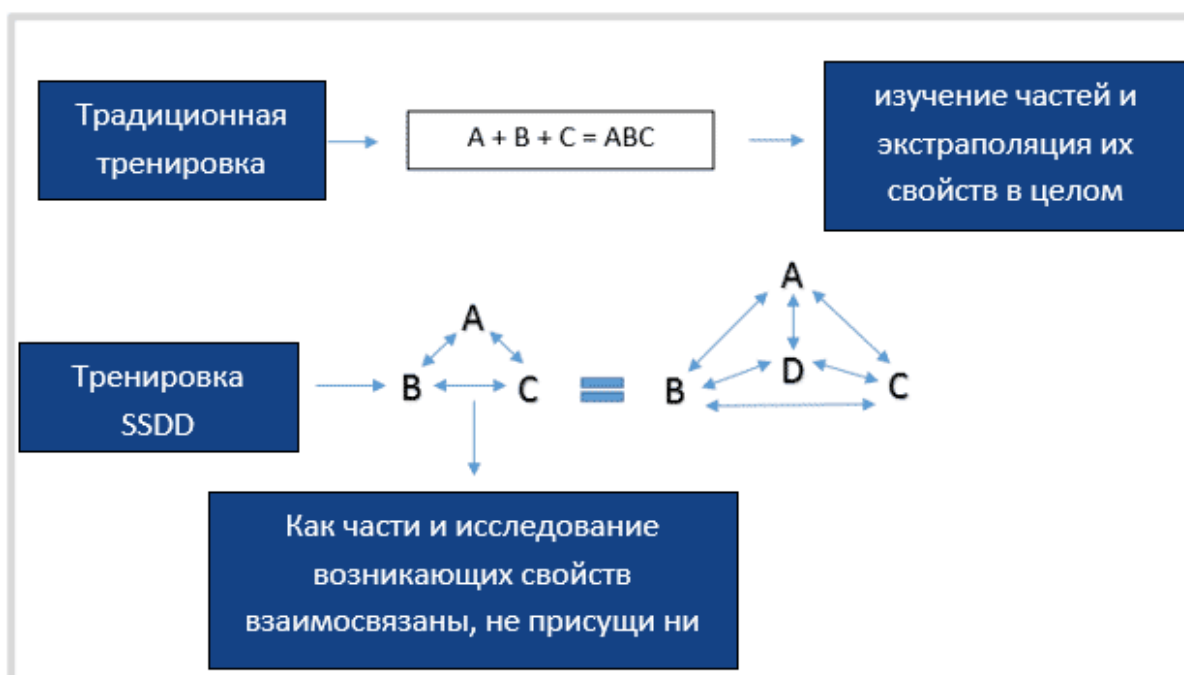 Традиционная
тренировка
A + B + C = ABC
изучение частей и
экстраполяция их
свойств в целом
Тренировка
SSDD
A
B
C
A
B
D
C
Как части и исследование
возникающих свойств
взаимосвязаны, не присущи ни